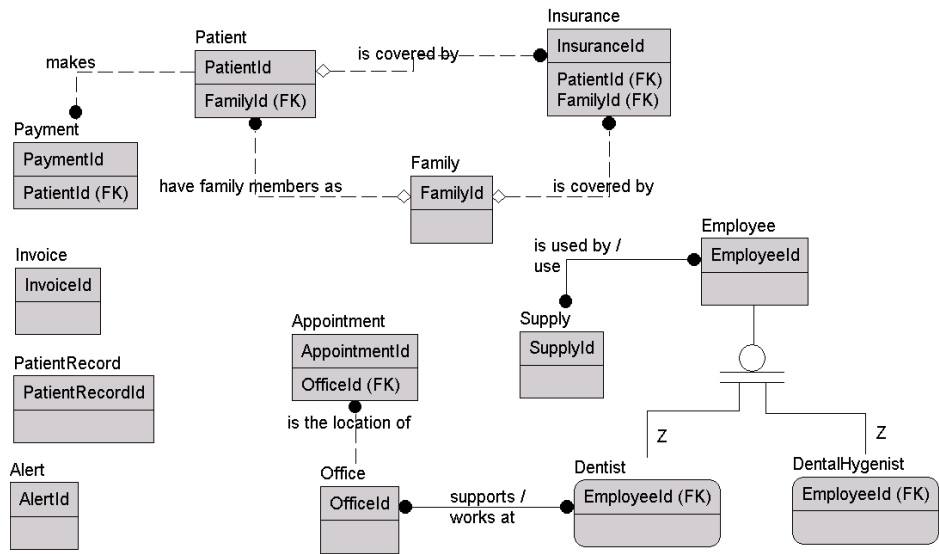 Insurance
InsuranceId
PatientId (FK)
FamilyId (FK)
Patient
PatientId
FamilyId (FK)
is covered by
makes
Payment
PaymentId
PatientId (FK)
Family
FamilyId
have family members as
is covered by
Employee
EmployeeId
is used by /
use
Invoice
InvoiceId
Supply
SupplyId
Appointment
AppointmentId
OfficeId (FK)
is the location of
PatientRecord
PatientRecordId
Z
Z
Alert
AlertId
Office
OfficeId
supports /
works at
Dentist
EmployeeId (FK)
DentalHygenist
EmployeeId (FK)